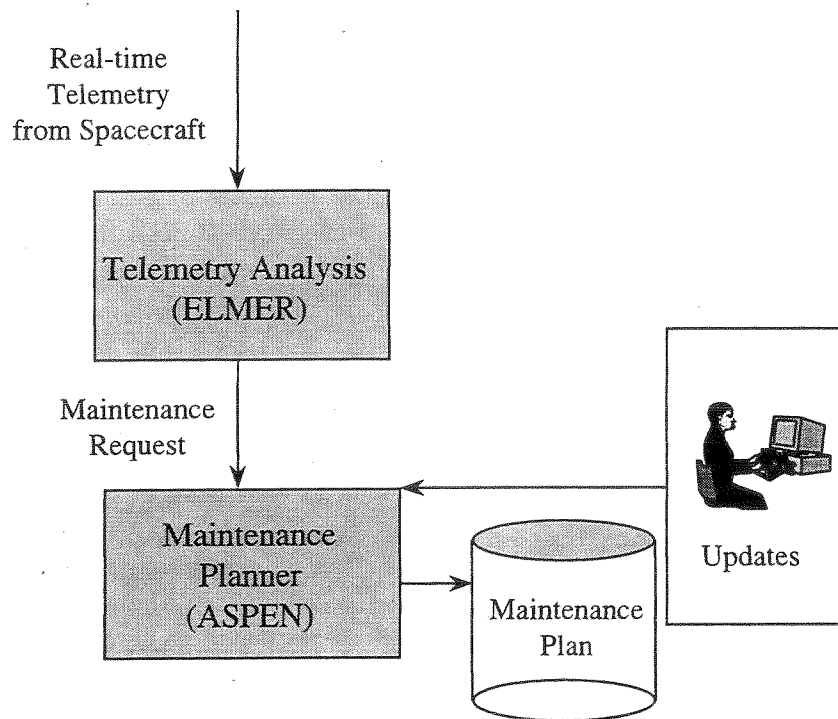 Real-time
Telemetry
from Spacecraft
Telemetry Analysis
(ELMER)
Maintenance
Request
Maintenance
Planner
(ASPEN)
Maintenance
Plan
Updates